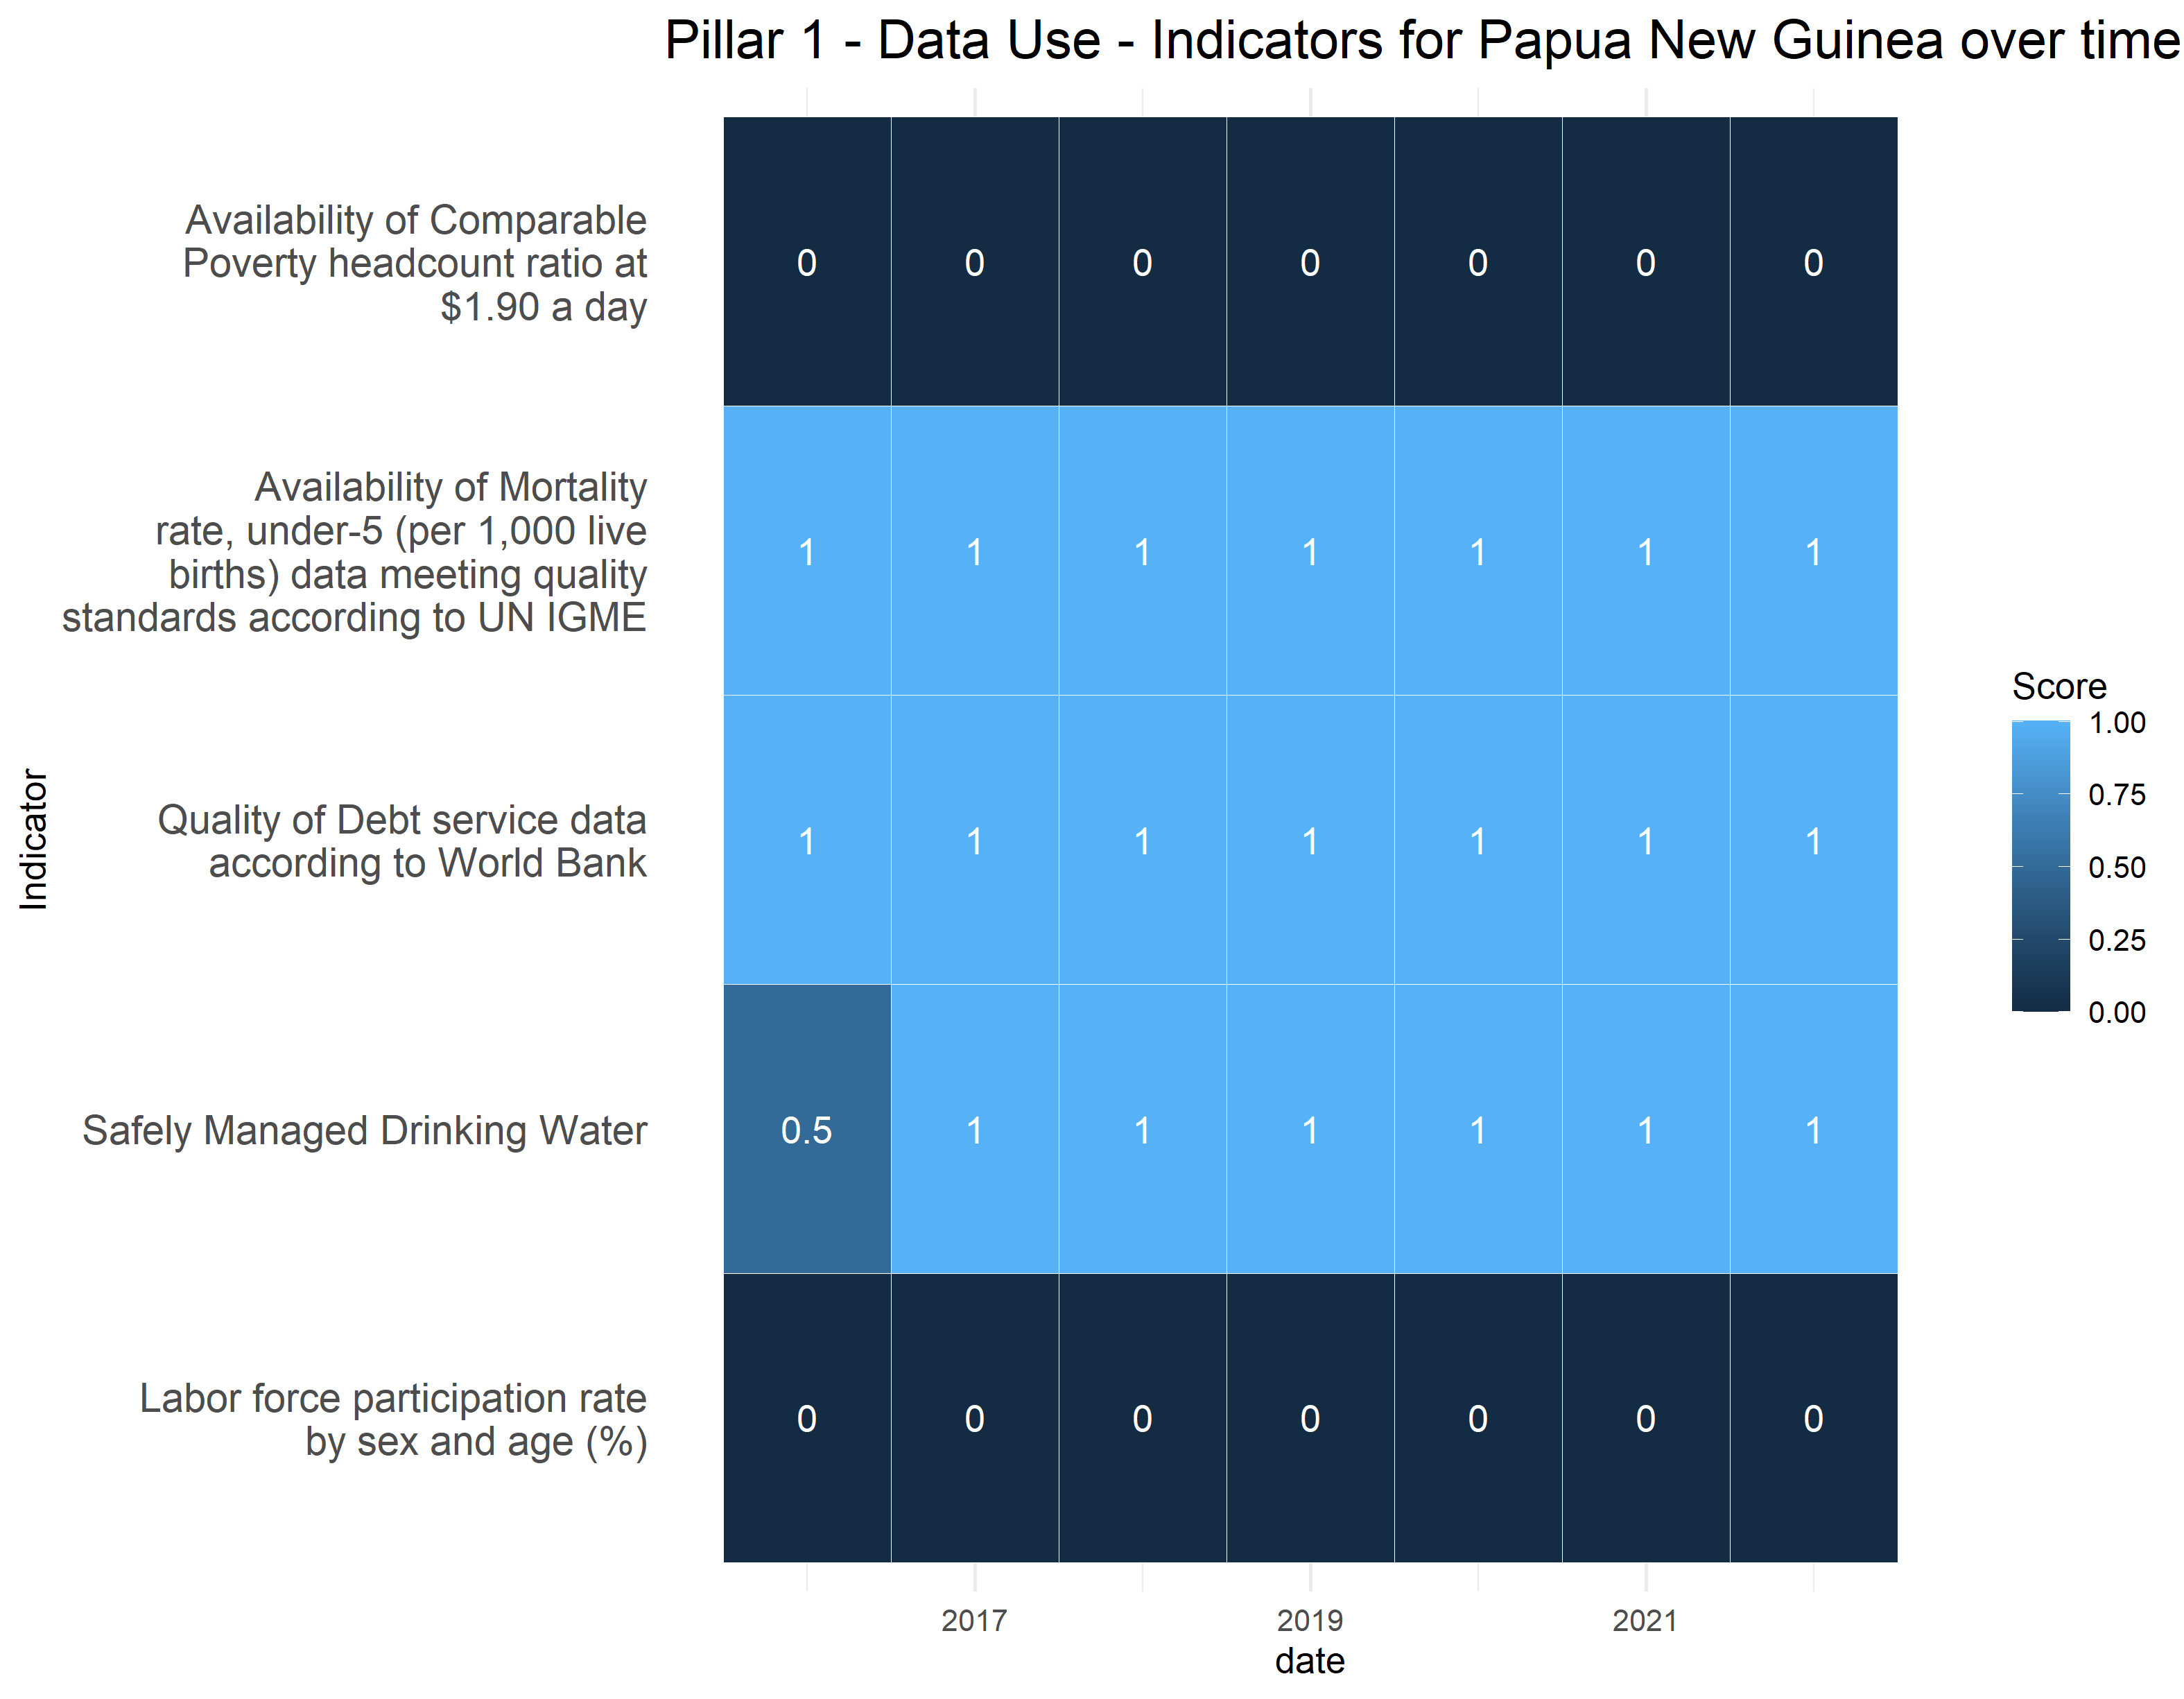 Pillar 1 - Data Use - Indicators for Papua New Guinea over time
Indicator
Availability of Comparable
Poverty headcount ratio at
$1.90 a day
0 0 0 0 0 0 0
Availability of Mortality
rate, under-5 (per 1,000 live
births) data meeting quality
standards according to UN IGME
1 1 1 1 1 1 1
Quality of Debt service data
according to World Bank
1 1 1 1 1 1 1
Safely Managed Drinking Water
0.5 1 1 1 1 1 1
Labor force participation rate
by sex and age (%)
0 0 0 0 0 0 0
2017 2019 2021
date
Score
1.00
0.75
0.50
0.25
0.00